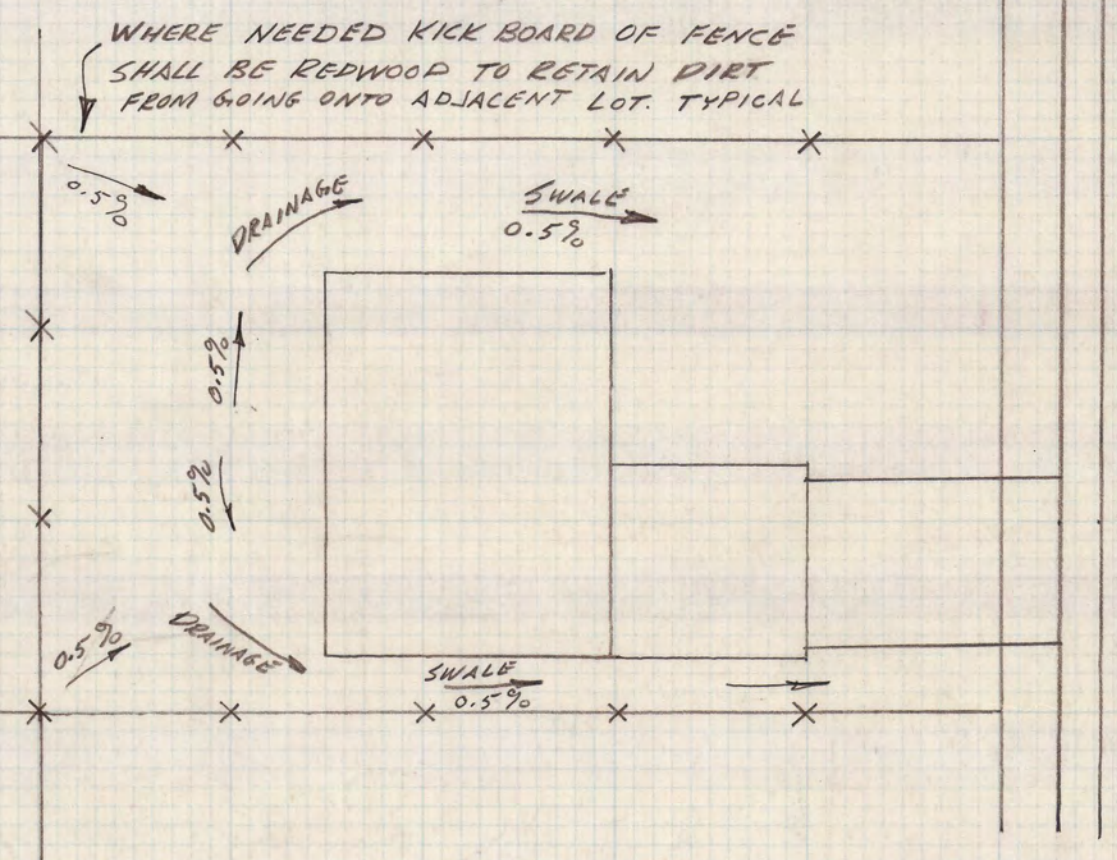 WHERE NEEDED KICK BOARD OF FENCE
SHALL BE REDWOOD TO RETAIN DIRT
FROM GOING ONTO ADJACENT LOT. TYPICAL
0.5%
DRAINAGE
SWALE
0.5%
0.5%
0.5%
0.5%
DRAINAGE
SWALE
0.5%